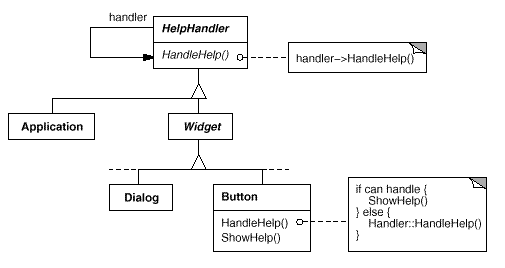 handler
HelpHandler
HandleHelp()
handler->HandleHelp()
Application
Widget
Dialog
Button
HandleHelp()
ShowHelp()
if can handle {
ShowHelp()
} else {
Handler::HandleHelp()
}